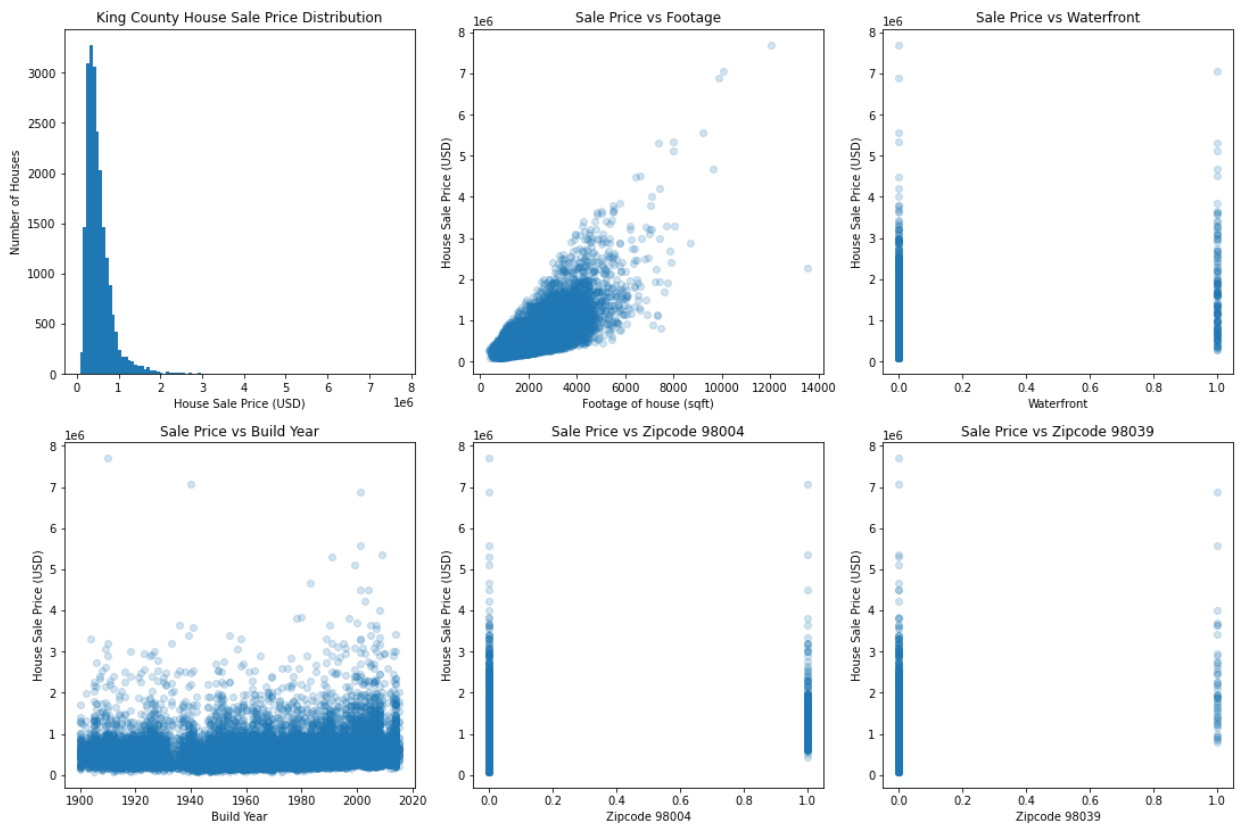 King County House Sale Price Distribution
3000
2500
2000
1500
1000
500
0
Number of Houses
0 1 2 3 4 5 6 7 8
1e6
House Sale Price (USD)
Sale Price vs Footage
1e6
8
7
6
5
4
3
2
1
0
House Sale Price (USD)
0 2000 4000 6000 8000 10000 12000 14000
Footage of house (sqft)
Sale Price vs Waterfront
1e6
8
7
6
5
4
3
2
1
0
House Sale Price (USD)
0.0 0.2 0.4 0.6 0.8 1.0
Waterfront
Sale Price vs Build Year
1e6
8
7
6
5
4
3
2
1
0
House Sale Price (USD)
1900 1920 1940 1960 1980 2000 2020
Build Year
Sale Price vs Zipcode 98004
1e6
8
7
6
5
4
3
2
1
0
House Sale Price (USD)
0.0 0.2 0.4 0.6 0.8 1.0
Zipcode 98004
Sale Price vs Zipcode 98039
1e6
8
7
6
5
4
3
2
1
0
House Sale Price (USD)
0.0 0.2 0.4 0.6 0.8 1.0
Zipcode 98039